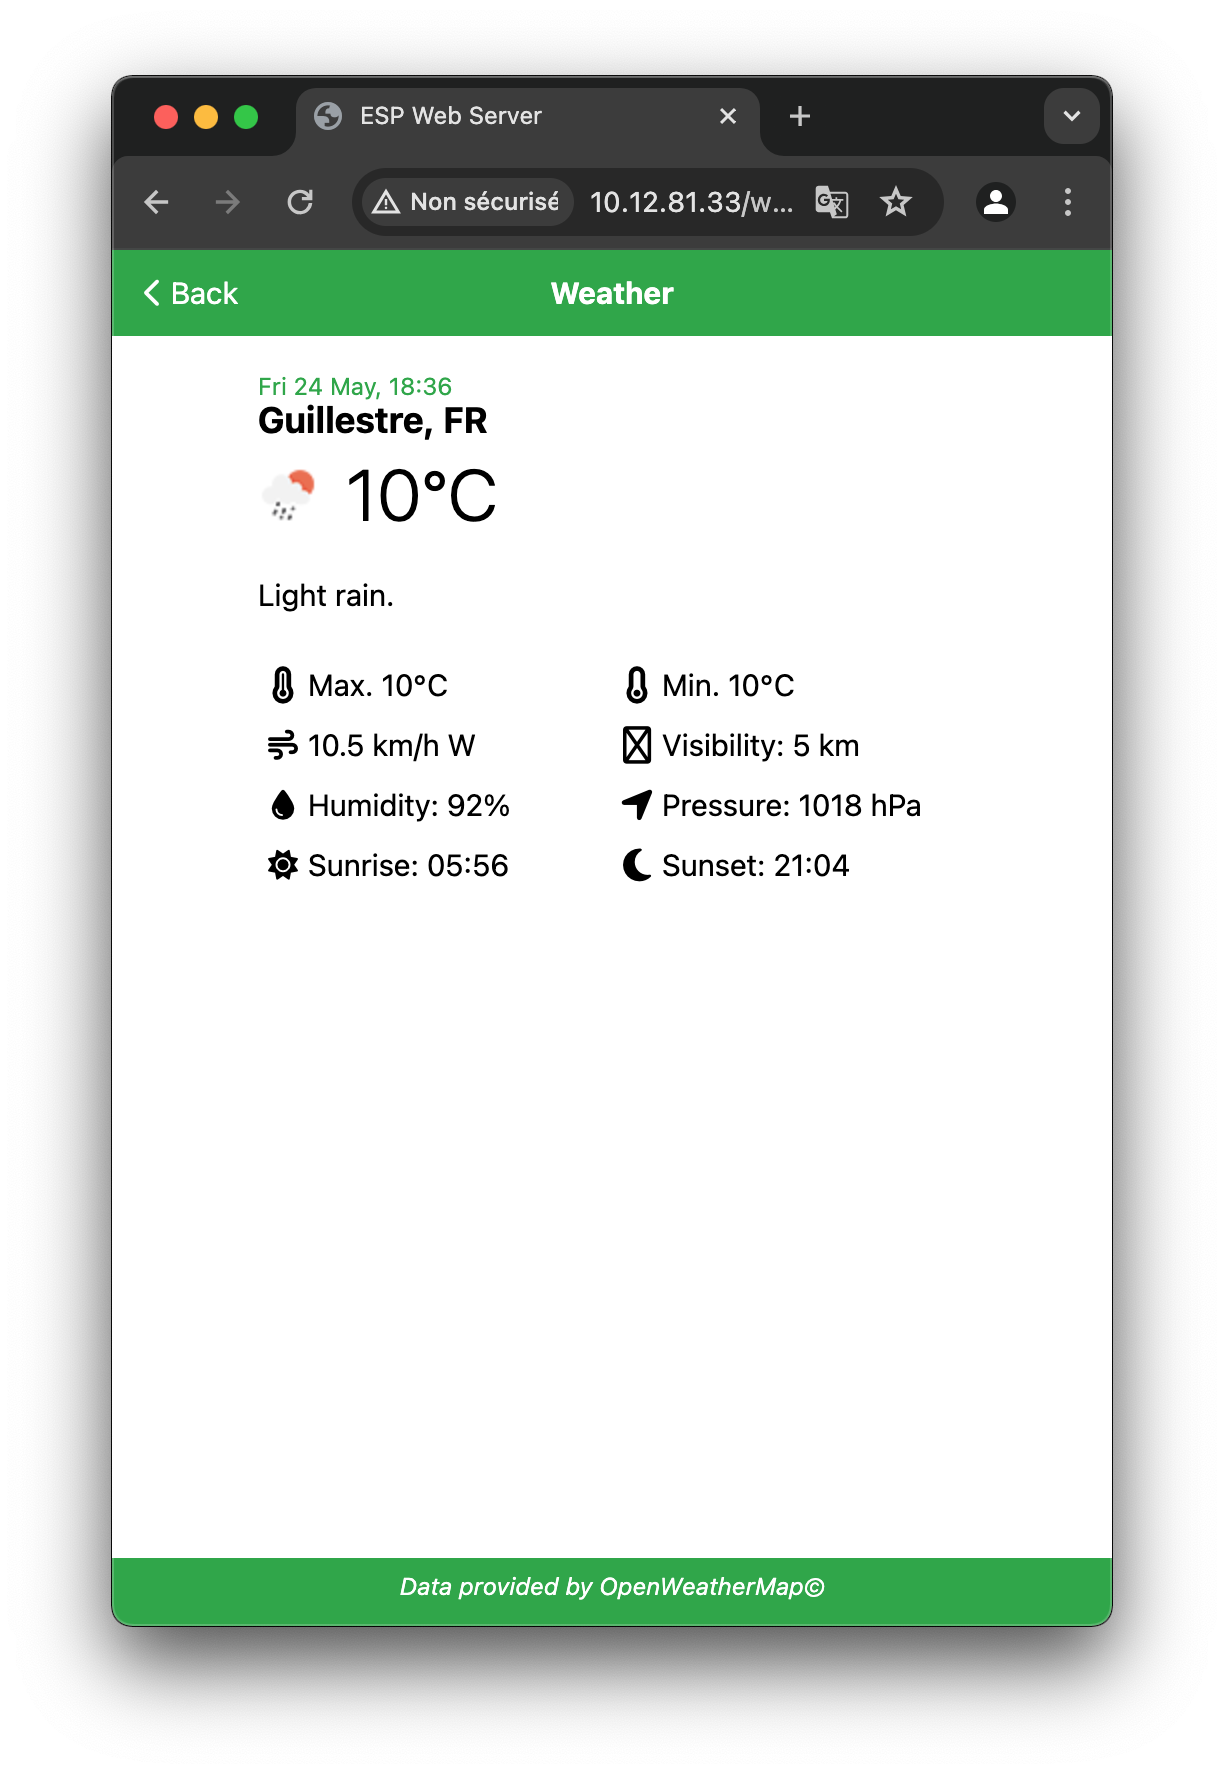 ESP Web Server
Non sécurisé 10.12.81.33/w...
Back Weather
Fri 24 May, 18:36
Guillestre, FR
10°C
Light rain.
Max. 10°C Min. 10°C
10.5 km/h W Visibility: 5 km
Humidity: 92% Pressure: 1018 hPa
Sunrise: 05:56 Sunset: 21:04
Data provided by OpenWeatherMap©